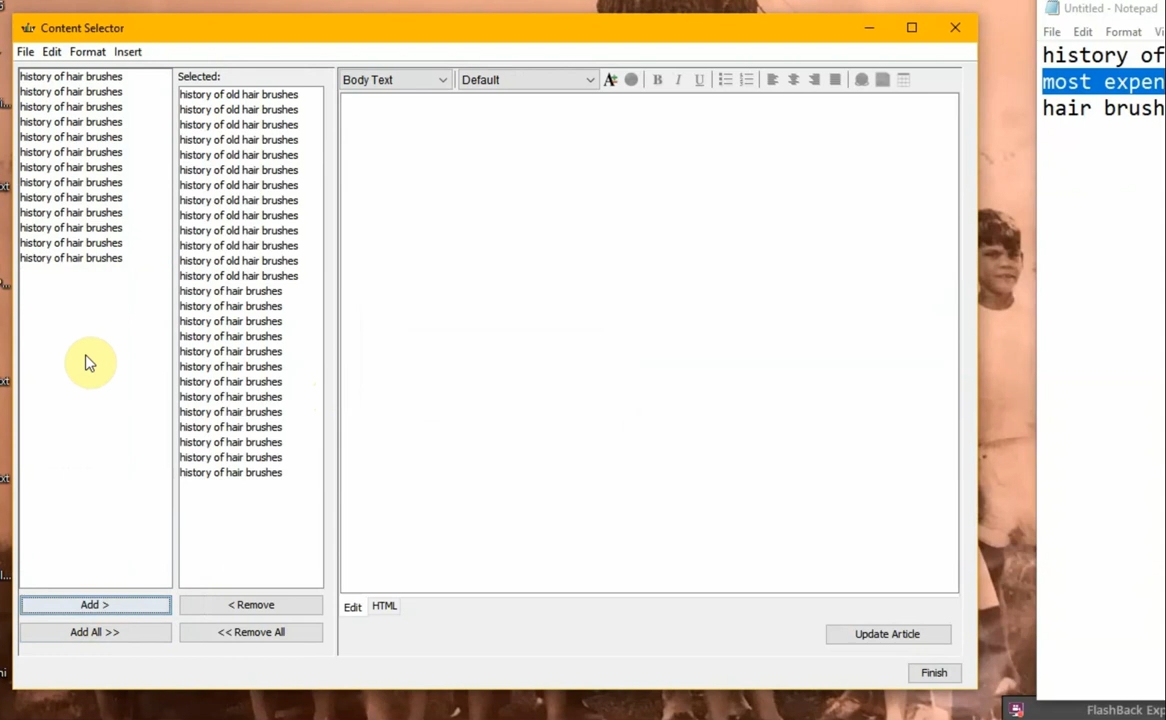 Content Selector
File Edit Format Insert
history of hair brushes
history of hair brushes
history of hair brushes
history of hair brushes
history of hair brushes
history of hair brushes
history of hair brushes
history of hair brushes
history of hair brushes
history of hair brushes
history of hair brushes
history of hair brushes
history of hair brushes
Add >
Add All >>
Selected:
history of old hair brushes
history of old hair brushes
history of old hair brushes
history of old hair brushes
history of old hair brushes
history of old hair brushes
history of old hair brushes
history of old hair brushes
history of old hair brushes
history of old hair brushes
history of old hair brushes
history of old hair brushes
history of old hair brushes
history of hair brushes
history of hair brushes
history of hair brushes
history of hair brushes
history of hair brushes
history of hair brushes
history of hair brushes
history of hair brushes
history of hair brushes
history of hair brushes
history of hair brushes
history of hair brushes
history of hair brushes
< Remove
<< Remove All
Body Text Default A B I U
Edit HTML
Update Article
Finish
Untitled - Notepad
File Edit Format Vi
history of
most expen
hair brush
FlashBack Exp